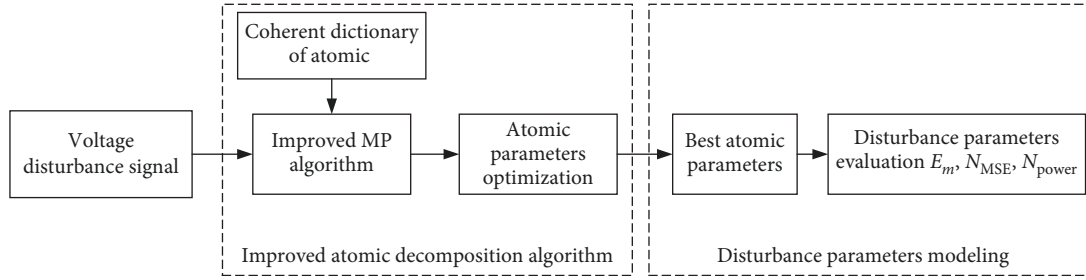 Coherent dictionary
of atomic
Voltage
disturbance signal
Improved MP
algorithm
Atomic
parameters
optimization
Best atomic
parameters
Disturbance parameters
evaluation E_m, N_MSE, N_power
Improved atomic decomposition algorithm
Disturbance parameters modeling